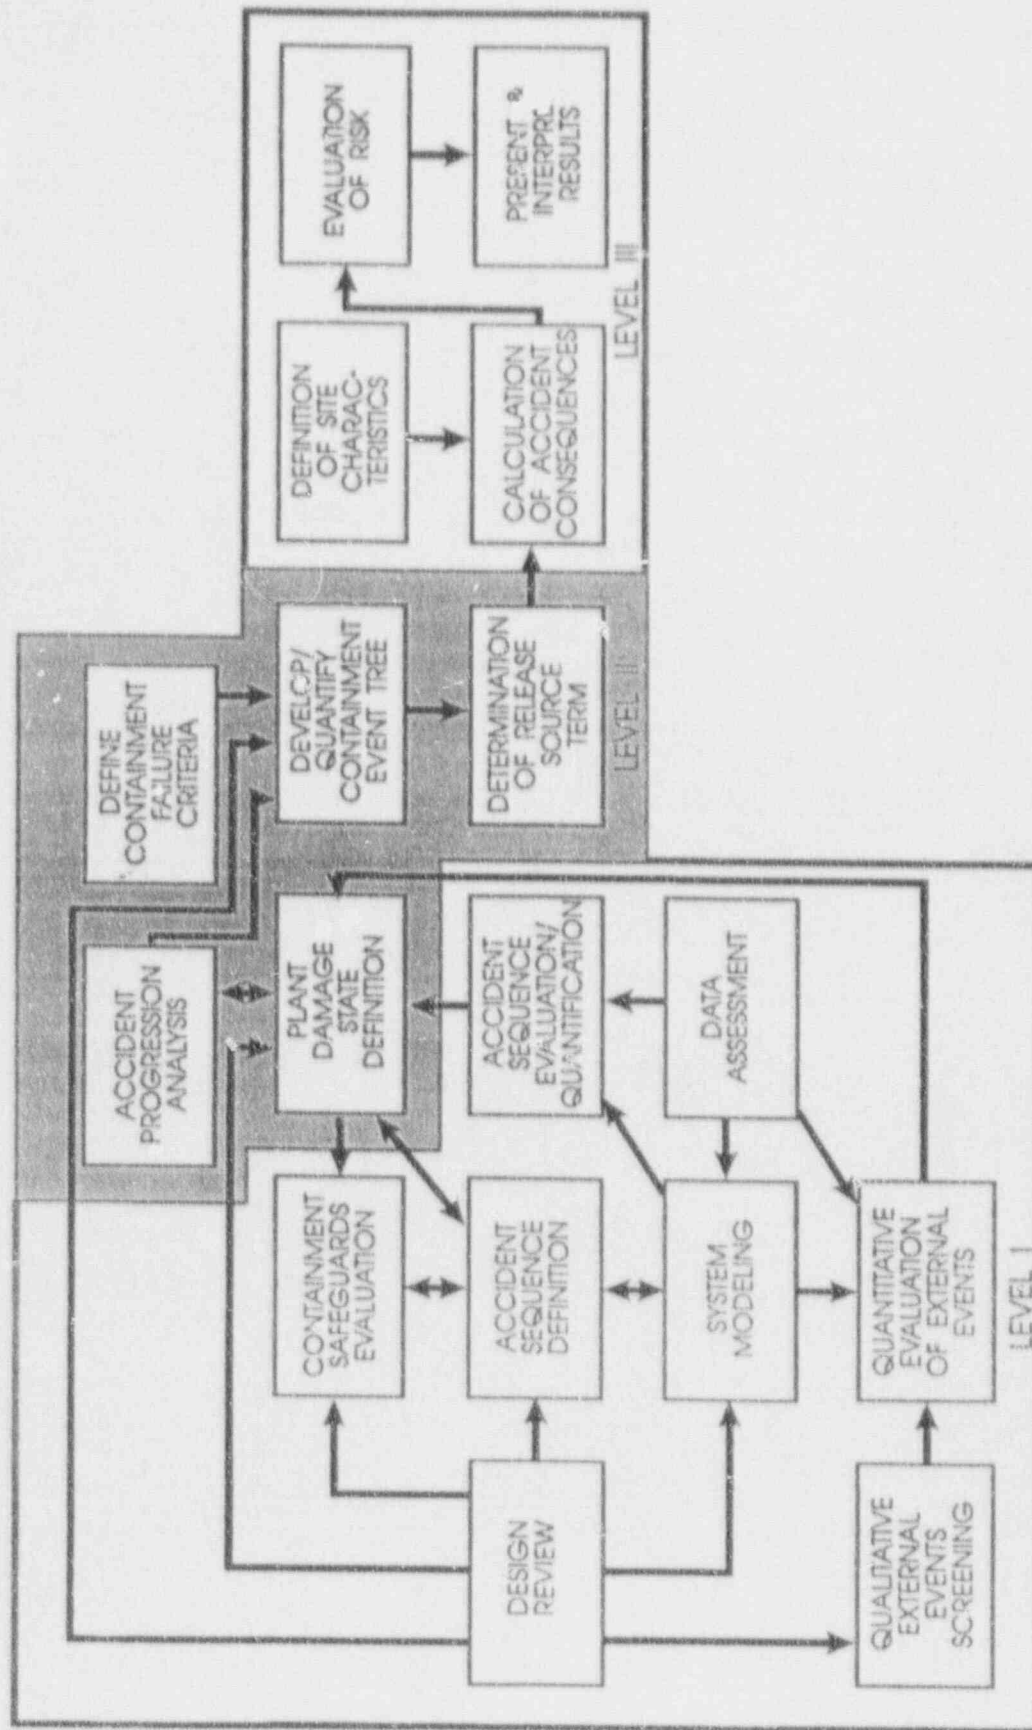 DESIGN
REVIEW
QUALITATIVE
EXTERNAL
EVENTS
SCREENING
CONTAINMENT
SAFEGUARDS
EVALUATION
ACCIDENT
SEQUENCE
DEFINITION
SYSTEM
MODELING
QUANTITATIVE
EVALUATION
OF EXTERNAL
EVENTS
LEVEL I
ACCIDENT
PROGRESSION
ANALYSIS
PLANT
DAMAGE
STATE
DEFINITION
ACCIDENT
SEQUENCE
EVALUATION/
QUANTIFICATION
DATA
ASSESSMENT
DEFINE
CONTAINMENT
FAILURE
CRITERIA
DEVELOP/
QUANTIFY
CONTAINMENT
EVENT TREE
DETERMINATION
OF RELEASE
SOURCE
TERM
LEVEL II
DEFINITION
OF SITE
CHARAC-
TERISTICS
CALCULATION
OF ACCIDENT
CONSEQUENCES
LEVEL III
EVALUATION
OF RISK
PRESENT &
RESULTS